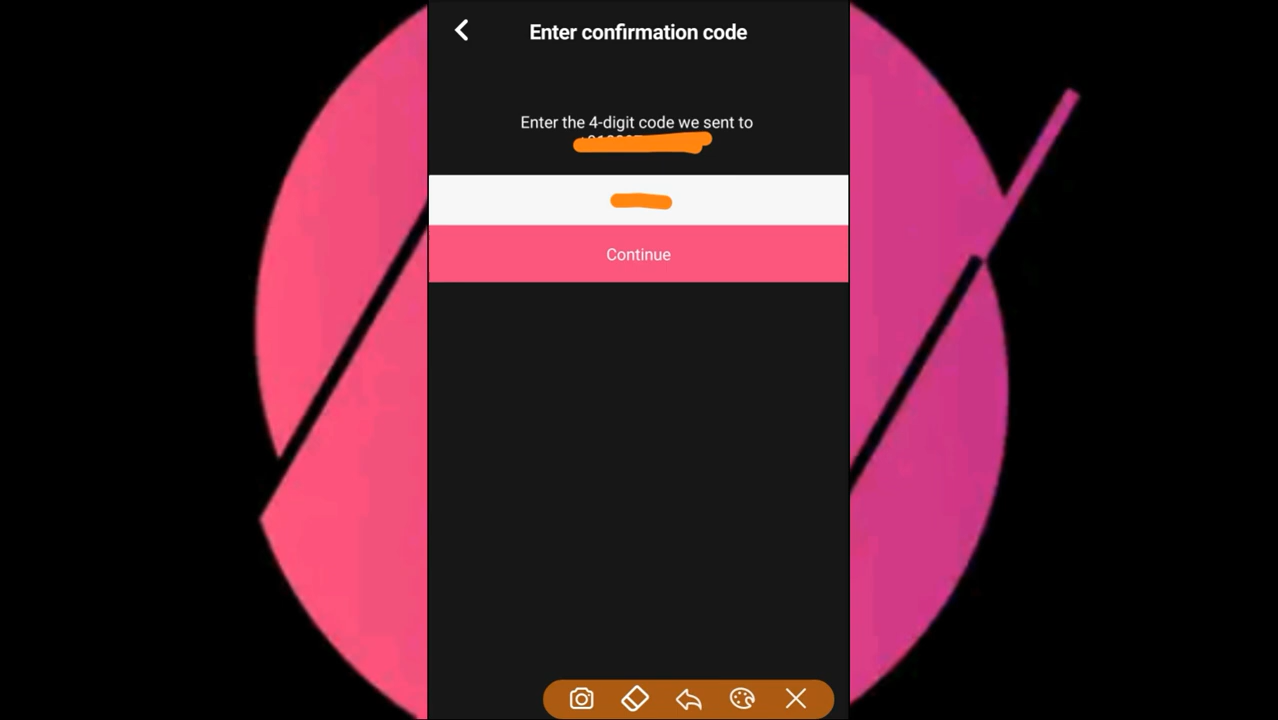 Enter confirmation code
Enter the 4-digit code we sent to
Continue